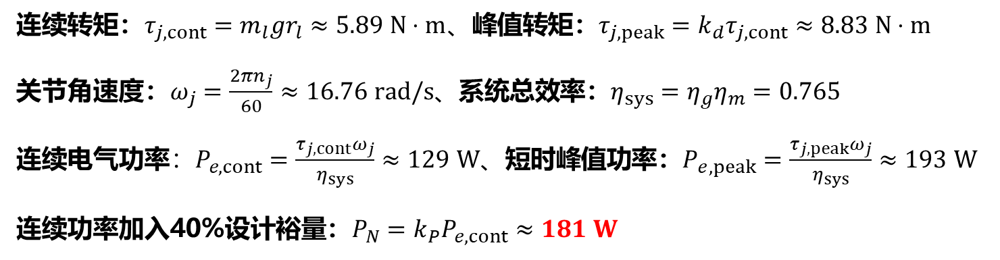 连续转矩：τ_{j,cont} = m_l g r_l ≈ 5.89 N · m、峰值转矩：τ_{j,peak} = k_d τ_{j,cont} ≈ 8.83 N · m
关节角速度：ω_j = \frac{2πn_j}{60} ≈ 16.76 rad/s、系统总效率：η_{sys} = η_g η_m = 0.765
连续电气功率：P_{e,cont} = \frac{τ_{j,cont} ω_j}{η_{sys}} ≈ 129 W、短时峰值功率：P_{e,peak} = \frac{τ_{j,peak} ω_j}{η_{sys}} ≈ 193 W
连续功率加入40%设计裕量：P_N = k_P P_{e,cont} ≈ 181 W